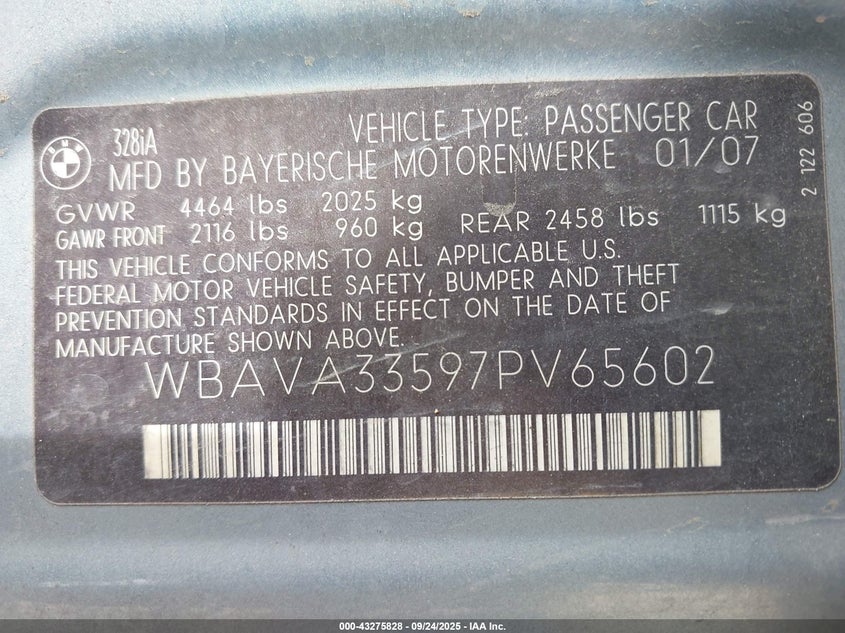 BMW
328iA
VEHICLE TYPE: PASSENGER CAR
MFD BY BAYERISCHE MOTORENWERKE 01/07
GVWR 4464 lbs 2025 kg
GAWR FRONT 2116 lbs 960 kg REAR 2458 lbs 1115 kg
THIS VEHICLE CONFORMS TO ALL APPLICABLE U.S.
FEDERAL MOTOR VEHICLE SAFETY, BUMPER AND THEFT
PREVENTION STANDARDS IN EFFECT ON THE DATE OF
MANUFACTURE SHOWN ABOVE.
WBAVA33597PV65602
2 122 606
000-43275828 - 09/24/2025 - IAA Inc.